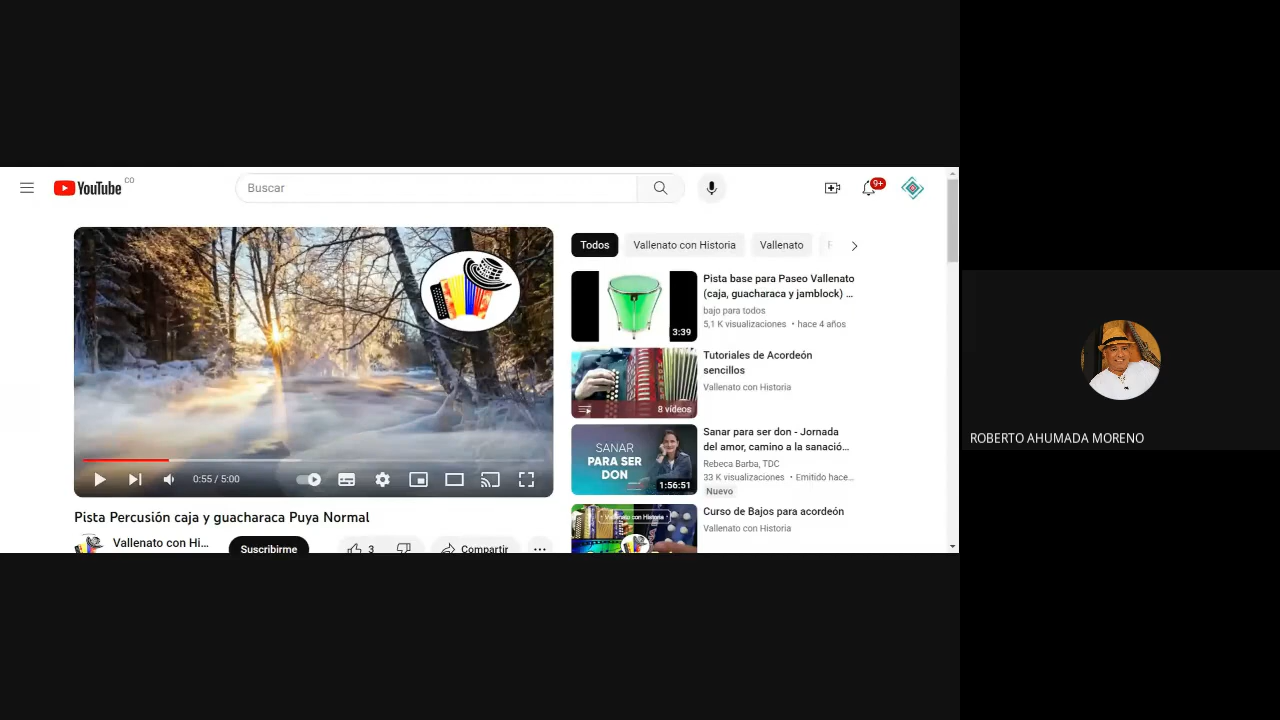 YouTube CO
Buscar
9+
0:55 / 5:00
Pista Percusión caja y guacharaca Puya Normal
Vallenato con Hi...
Suscribirme
3
Compartir
Todos
Vallenato con Historia
Vallenato
3:39
Pista base para Paseo Vallenato
(caja, guacharaca y jamblock) ...
bajo para todos
5,1 K visualizaciones • hace 4 años
8 vídeos
Tutoriales de Acordeón
sencillos
Vallenato con Historia
SANAR
PARA SER
DON
1:56:51
Sanar para ser don - Jornada
del amor, camino a la sanació...
Rebeca Barba, TDC
33 K visualizaciones • Emitido hace...
Nuevo
Vallenato con Historia
Curso de Bajos para acordeón
Vallenato con Historia
ROBERTO AHUMADA MORENO